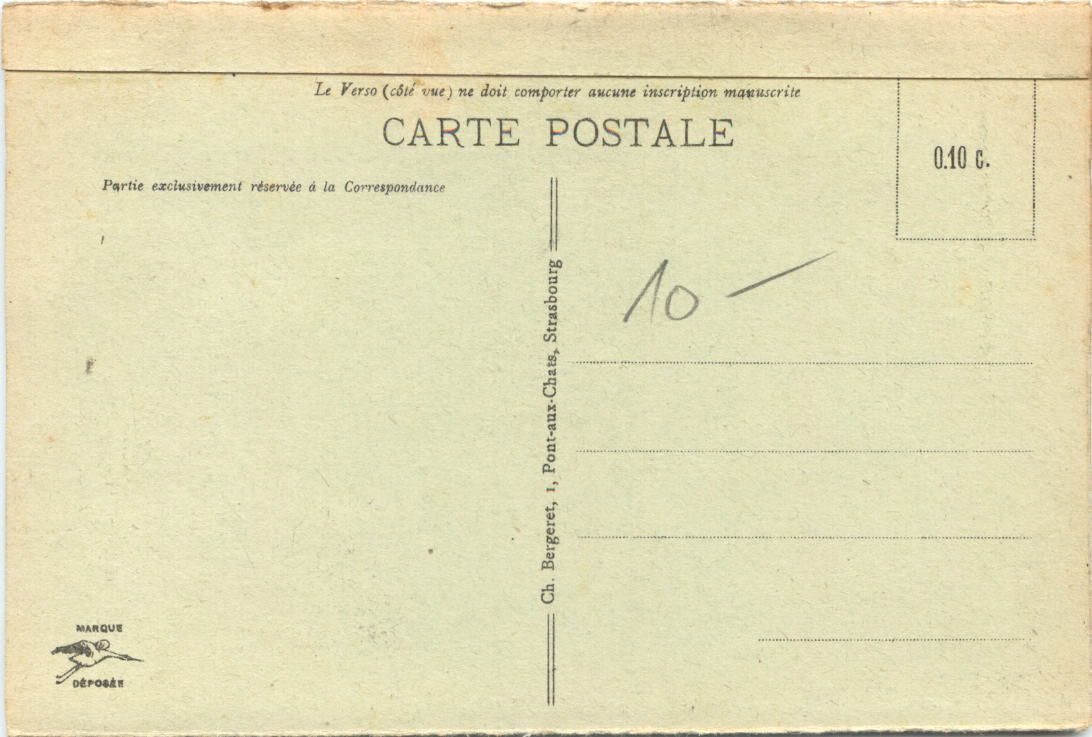 Le Verso (côté vue) ne doit comporter aucune inscription manuscrite
CARTE POSTALE
0.10 c.
Partie exclusivement réservée à la Correspondance
10 —
Ch. Bergeret, 1, Pont-aux-Chats, Strasbourg
MARQUE
DÉPOSÉE